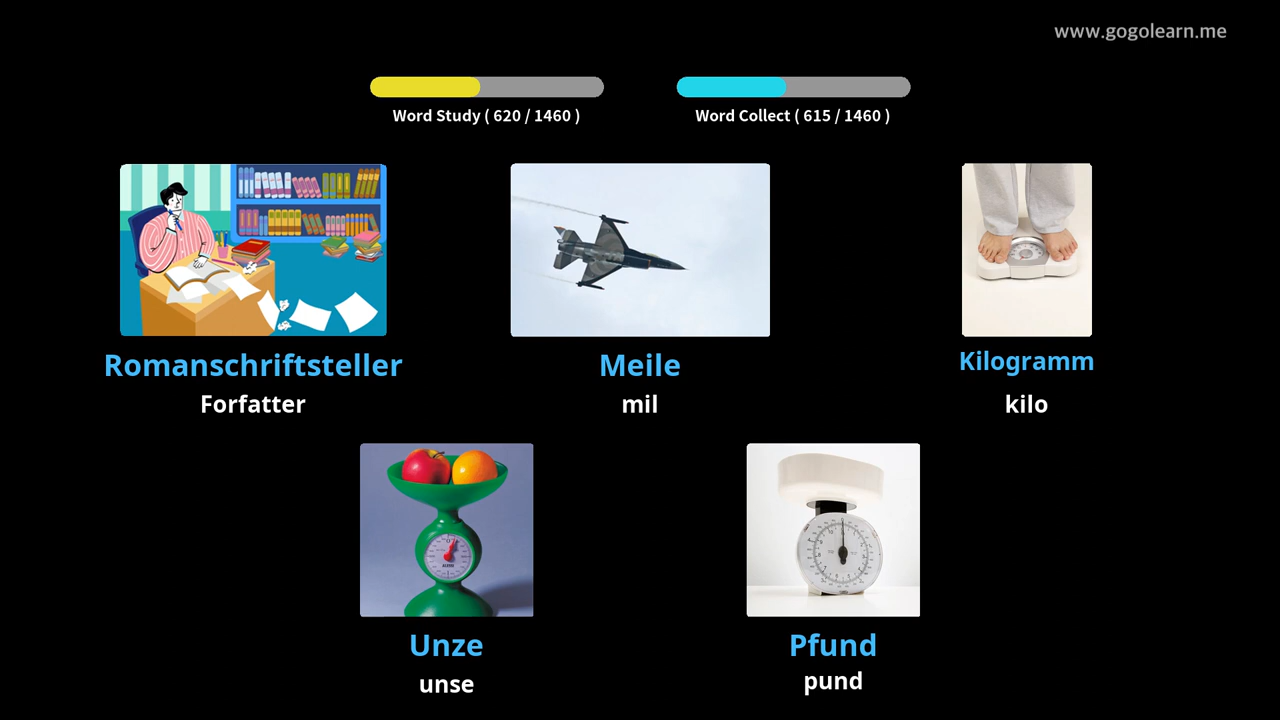 www.gogolearn.me
Word Study ( 620 / 1460 )
Word Collect ( 615 / 1460 )
Romanschriftsteller
Forfatter
Meile
mil
Kilogramm
kilo
Unze
unse
Pfund
pund